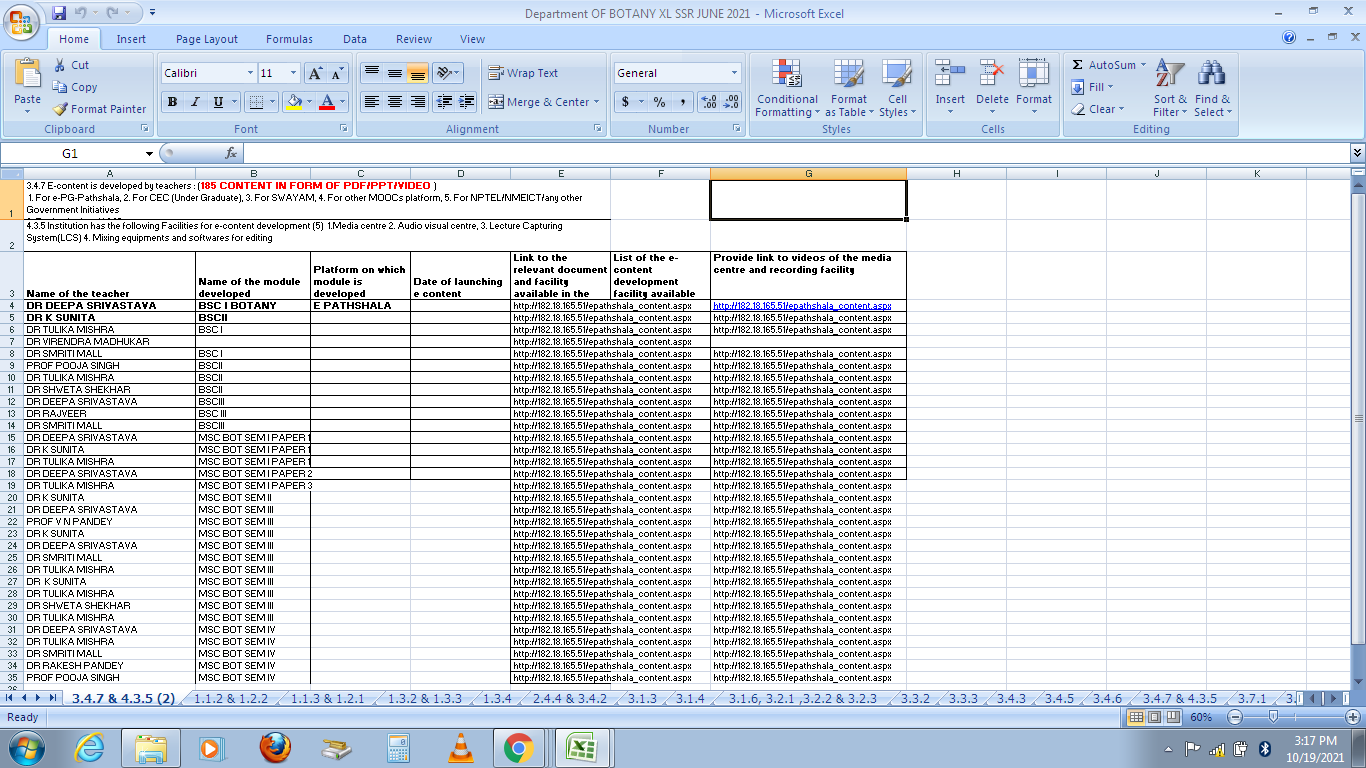 Department OF BOTANY XL SSR JUNE 2021 - Microsoft Excel
Home Insert Page Layout Formulas Data Review View
Paste Cut Copy Format Painter Clipboard
Calibri 11 B I U Font
Wrap Text Merge & Center Alignment
General $ % , Number
Conditional Formatting Format as Table Cell Styles Styles
Insert Delete Format Cells
AutoSum Fill Clear Sort & Filter Find & Select Editing
G1 fx
A B C D E F G H I J K
1 3.4.7 E-content is developed by teachers : (185 CONTENT IN FORM OF PDF/PPT/VIDEO )
1. For e-PG-Pathshala, 2. For CEC (Under Graduate), 3. For SWAYAM, 4. For other MOOCs platform, 5. For NPTEL/NMEICT/any other
Government Initiatives
2 4.3.5 Institution has the following Facilities for e-content development (5) 1.Media centre 2. Audio visual centre, 3. Lecture Capturing
System(LCS) 4. Mixing equipments and softwares for editing
3 Name of the teacher
Name of the module developed
Platform on which module is developed
Date of launching e content
Link to the relevant document and facility available in the
List of the e-content development facility available
Provide link to videos of the media centre and recording facility
4 DR DEEPA SRIVASTAVA BSC I BOTANY E PATHSHALA http://182.18.165.51/epathshala_content.aspx http://182.18.165.51/epathshala_content.aspx
5 DR K SUNITA BSCII http://182.18.165.51/epathshala_content.aspx http://182.18.165.51/epathshala_content.aspx
6 DR TULIKA MISHRA BSC I http://182.18.165.51/epathshala_content.aspx http://182.18.165.51/epathshala_content.aspx
7 DR VIRENDRA MADHUKAR http://182.18.165.51/epathshala_content.aspx
8 DR SMRITI MALL BSC I http://182.18.165.51/epathshala_content.aspx http://182.18.165.51/epathshala_content.aspx
9 PROF POOJA SINGH BSCII http://182.18.165.51/epathshala_content.aspx http://182.18.165.51/epathshala_content.aspx
10 DR TULIKA MISHRA BSCII http://182.18.165.51/epathshala_content.aspx http://182.18.165.51/epathshala_content.aspx
11 DR SHVETA SHEKHAR BSCII http://182.18.165.51/epathshala_content.aspx http://182.18.165.51/epathshala_content.aspx
12 DR DEEPA SRIVASTAVA BSCIII http://182.18.165.51/epathshala_content.aspx http://182.18.165.51/epathshala_content.aspx
13 DR RAJVEER BSC III http://182.18.165.51/epathshala_content.aspx http://182.18.165.51/epathshala_content.aspx
14 DR SMRITI MALL BSCIII http://182.18.165.51/epathshala_content.aspx http://182.18.165.51/epathshala_content.aspx
15 DR DEEPA SRIVASTAVA MSC BOT SEM I PAPER 1 http://182.18.165.51/epathshala_content.aspx http://182.18.165.51/epathshala_content.aspx
16 DR K SUNITA MSC BOT SEM I PAPER 1 http://182.18.165.51/epathshala_content.aspx http://182.18.165.51/epathshala_content.aspx
17 DR TULIKA MISHRA MSC BOT SEM I PAPER 1 http://182.18.165.51/epathshala_content.aspx http://182.18.165.51/epathshala_content.aspx
18 DR DEEPA SRIVASTAVA MSC BOT SEM I PAPER 2 http://182.18.165.51/epathshala_content.aspx http://182.18.165.51/epathshala_content.aspx
19 DR TULIKA MISHRA MSC BOT SEM I PAPER 3 http://182.18.165.51/epathshala_content.aspx http://182.18.165.51/epathshala_content.aspx
20 DR K SUNITA MSC BOT SEM II http://182.18.165.51/epathshala_content.aspx http://182.18.165.51/epathshala_content.aspx
21 DR DEEPA SRIVASTAVA MSC BOT SEM III http://182.18.165.51/epathshala_content.aspx http://182.18.165.51/epathshala_content.aspx
22 PROF V N PANDEY MSC BOT SEM III http://182.18.165.51/epathshala_content.aspx http://182.18.165.51/epathshala_content.aspx
23 DR K SUNITA MSC BOT SEM III http://182.18.165.51/epathshala_content.aspx http://182.18.165.51/epathshala_content.aspx
24 DR DEEPA SRIVASTAVA MSC BOT SEM III http://182.18.165.51/epathshala_content.aspx http://182.18.165.51/epathshala_content.aspx
25 DR SMRITI MALL MSC BOT SEM III http://182.18.165.51/epathshala_content.aspx http://182.18.165.51/epathshala_content.aspx
26 DR TULIKA MISHRA MSC BOT SEM III http://182.18.165.51/epathshala_content.aspx http://182.18.165.51/epathshala_content.aspx
27 DR K SUNITA MSC BOT SEM III http://182.18.165.51/epathshala_content.aspx http://182.18.165.51/epathshala_content.aspx
28 DR TULIKA MISHRA MSC BOT SEM III http://182.18.165.51/epathshala_content.aspx http://182.18.165.51/epathshala_content.aspx
29 DR SHVETA SHEKHAR MSC BOT SEM III http://182.18.165.51/epathshala_content.aspx http://182.18.165.51/epathshala_content.aspx
30 DR TULIKA MISHRA MSC BOT SEM III http://182.18.165.51/epathshala_content.aspx http://182.18.165.51/epathshala_content.aspx
31 DR DEEPA SRIVASTAVA MSC BOT SEM IV http://182.18.165.51/epathshala_content.aspx http://182.18.165.51/epathshala_content.aspx
32 DR TULIKA MISHRA MSC BOT SEM IV http://182.18.165.51/epathshala_content.aspx http://182.18.165.51/epathshala_content.aspx
33 DR SMRITI MALL MSC BOT SEM IV http://182.18.165.51/epathshala_content.aspx http://182.18.165.51/epathshala_content.aspx
34 DR RAKESH PANDEY MSC BOT SEM IV http://182.18.165.51/epathshala_content.aspx http://182.18.165.51/epathshala_content.aspx
35 PROF POOJA SINGH MSC BOT SEM IV http://182.18.165.51/epathshala_content.aspx http://182.18.165.51/epathshala_content.aspx
3.4.7 & 4.3.5 (2) 1.1.2 & 1.2.2 1.1.3 & 1.2.1 1.3.2 & 1.3.3 1.3.4 2.4.4 & 3.4.2 3.1.3 3.1.4 3.1.6, 3.2.1 ,3.2.2 & 3.2.3 3.3.2 3.3.3 3.4.3 3.4.5 3.4.6 3.4.7 & 4.3.5 3.7.1
Ready 60%
3:17 PM
10/19/2021